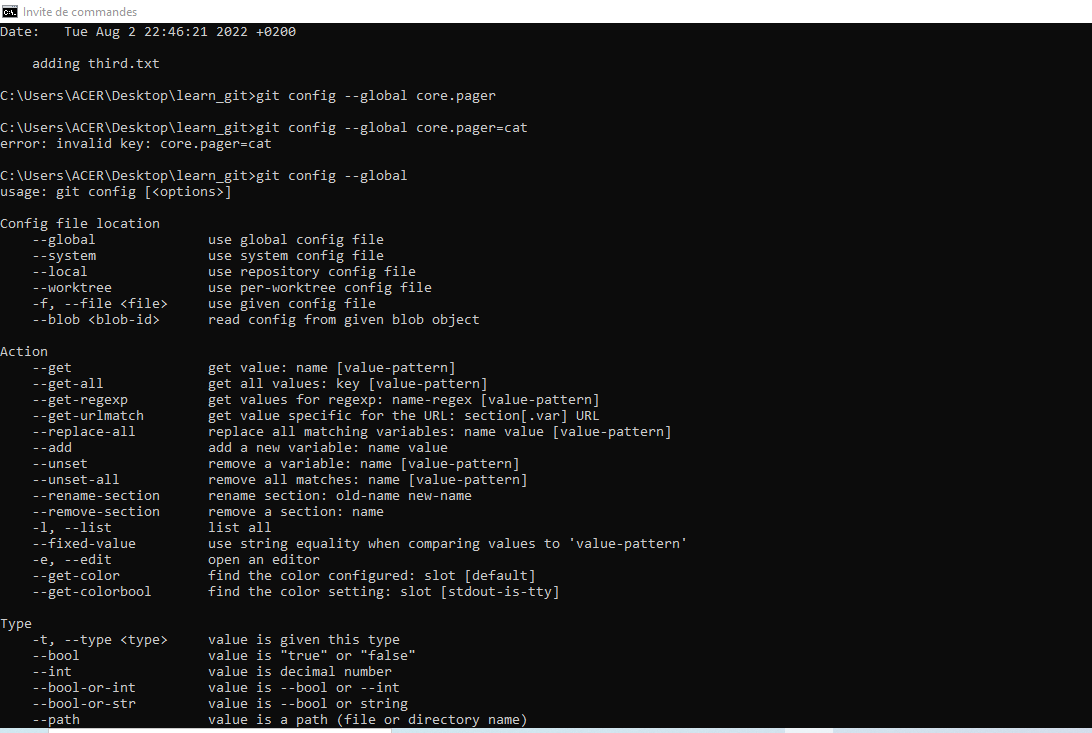 Invite de commandes
Date:   Tue Aug 2 22:46:21 2022 +0200
adding third.txt
C:\Users\ACER\Desktop\learn_git>git config --global core.pager
C:\Users\ACER\Desktop\learn_git>git config --global core.pager=cat
error: invalid key: core.pager=cat
C:\Users\ACER\Desktop\learn_git>git config --global
usage: git config [<options>]
Config file location
--global              use global config file
--system              use system config file
--local               use repository config file
--worktree            use per-worktree config file
-f, --file <file>     use given config file
--blob <blob-id>      read config from given blob object
Action
--get                 get value: name [value-pattern]
--get-all             get all values: key [value-pattern]
--get-regexp          get values for regexp: name-regex [value-pattern]
--get-urlmatch        get value specific for the URL: section[.var] URL
--replace-all         replace all matching variables: name value [value-pattern]
--add                 add a new variable: name value
--unset               remove a variable: name [value-pattern]
--unset-all           remove all matches: name [value-pattern]
--rename-section      rename section: old-name new-name
--remove-section      remove a section: name
-l, --list            list all
--fixed-value         use string equality when comparing values to 'value-pattern'
-e, --edit            open an editor
--get-color           find the color configured: slot [default]
--get-colorbool       find the color setting: slot [stdout-is-tty]
Type
-t, --type <type>     value is given this type
--bool                value is "true" or "false"
--int                 value is decimal number
--bool-or-int         value is --bool or --int
--bool-or-str         value is --bool or string
--path                value is a path (file or directory name)